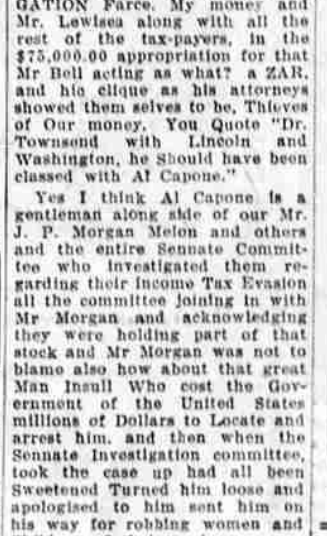 GATION Farce. My money and
Mr. Lewisea along with all the
rest of the tax-payers, in the
$75,000.00 appropriation for that
Mr Bell acting as what? a ZAR,
and hio clique as his attorneys
showed them selves to be, Thieves
of Our money. You Quote "Dr.
Townsend with Lincoln and
Washington, he Should have been
classed with Al Capone."
Yes I think Al Capone is a
gentleman along side of our Mr.
J. P. Morgan Melon and others
and the entire Sennate Commit-
tee who investigated them re-
garding their income Tax Evasion
all the committee joining in with
Mr Morgan and acknowledging
they were holding part of that
stock and Mr Morgan was not to
blame also how about that great
Man Insull Who cost the Gov-
ernment of the United States
millions of Dollars to Locate and
arrest him. and then when the
Sennate Investigation committee,
took the case up had all been
Sweetened Turned him loose and
apologised to him sent him on
his way for robbing women and